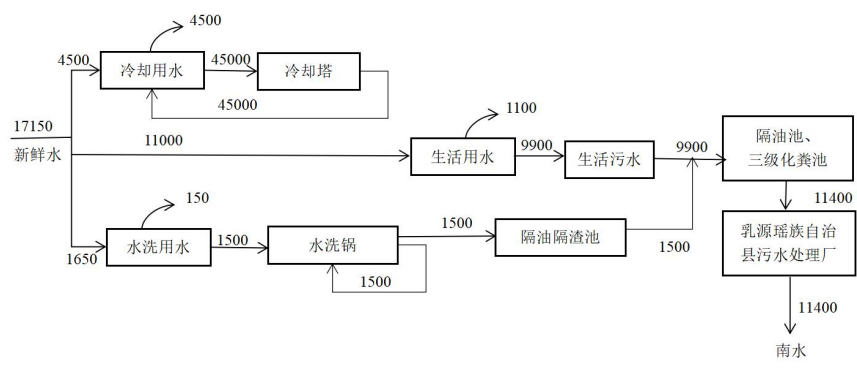 4500
4500
冷却用水
45000
冷却塔
45000
17150
新鲜水
11000
1100
生活用水
9900
生活污水
9900
隔油池、
三级化粪池
11400
150
1650
水洗用水
1500
水洗锅
1500
1500
隔油隔渣池
1500
乳源瑶族自治
县污水处理厂
11400
南水